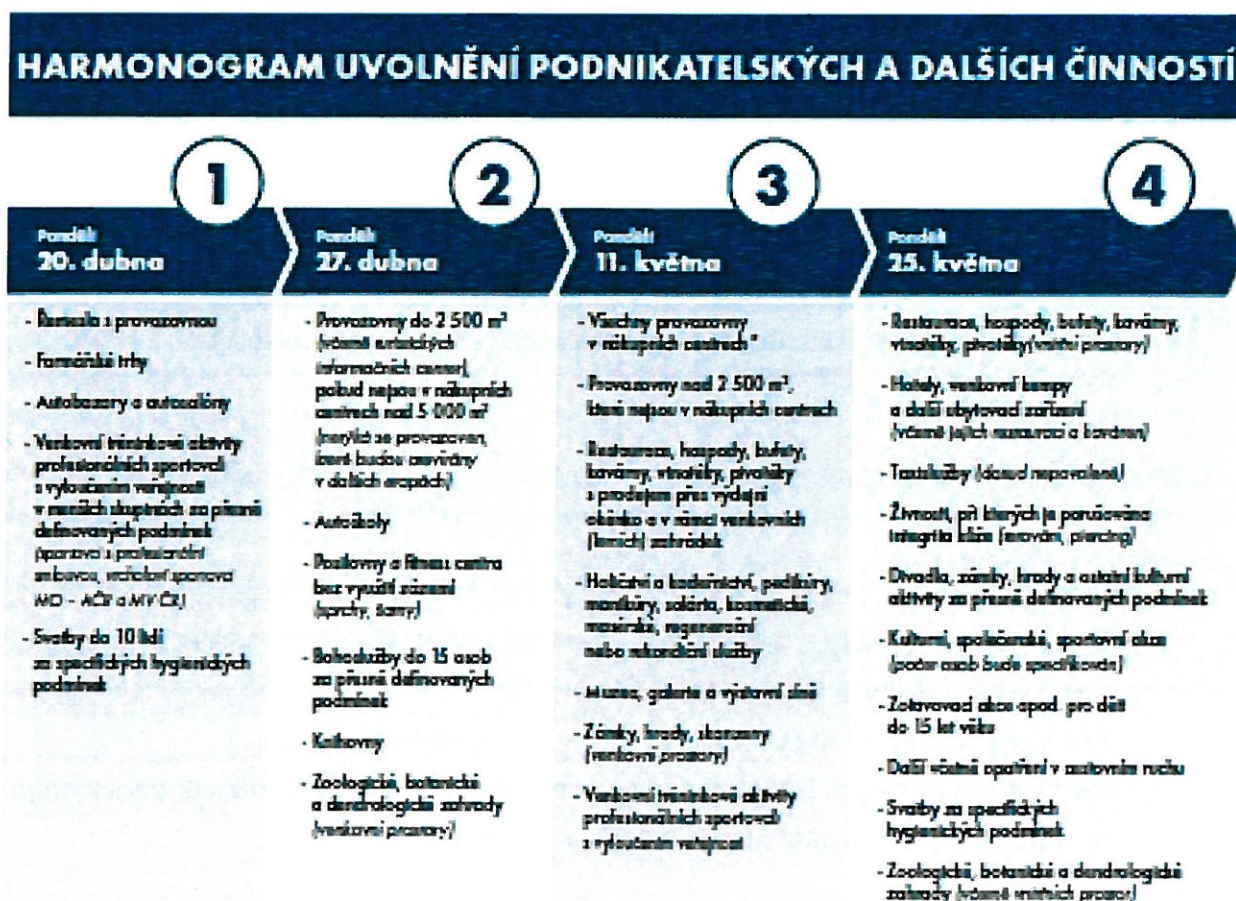 HARMONOGRAM UVOLNĚNÍ PODNIKATELSKÝCH A DALŠÍCH ČINNOSTÍ
1
Pondělí
20. dubna
- Řemesla s provozovnou
- Farmářské trhy
- Autobazary a autosalóny
- Venkovní tréninkové aktivity
profesionálních sportovců
s vyloučením veřejnosti
v menších skupinách za přesně
definovaných podmínek
(sportovci s profesionální
smlouvou, vrcholoví sportovci
MO – AČR a MV ČR)
- Svatby do 10 lidí
za specifických hygienických
podmínek
2
Pondělí
27. dubna
- Provozovny do 2 500 m²
(včetně turistických
informačních center),
pokud nejsou v nákupních
centrech nad 5 000 m²
(netýká se provozoven,
které budou otevírány
v dalších etapách)
- Autoškoly
- Posilovny a fitness centra
bez využití zázemí
(sprchy, šatny)
- Bohoslužby do 15 osob
za přesně definovaných
podmínek
- Knihovny
- Zoologické, botanické
a dendrologické zahrady
(venkovní prostory)
3
Pondělí
11. května
- Všechny provozovny
v nákupních centrech*
- Provozovny nad 2 500 m²,
které nejsou v nákupních centrech
- Restaurace, hospody, bufety,
kavárny, vinotéky, pivotéky
s prodejem přes výdejní
okénko a v rámci venkovních
(letních) zahrádek
- Holičství a kadeřnictví, pedikúry,
manikúry, solária, kosmetické,
masérské, regenerační
nebo rekondiční služby
- Muzea, galerie a výstavní síně
- Zámky, hrady, skanzeny
(venkovní prostory)
- Venkovní tréninkové aktivity
profesionálních sportovců
s vyloučením veřejnosti
4
Pondělí
25. května
- Restaurace, hospody, bufety, kavárny,
vinotéky, pivotéky(vnitřní prostory)
- Hotely, venkovní kempy
a další ubytovací zařízení
(včetně jejich restaurací a kaváren)
- Taxislužby (dosud nepovolené)
- Živnosti, při kterých je porušována
integrita kůže (tetování, piercing)
- Divadla, zámky, hrady a ostatní kulturní
aktivity za přesně definovaných podmínek
- Kulturní, společenské, sportovní akce
(počet osob bude specifikován)
- Zotavovací akce apod. pro děti
do 15 let věku
- Další včetně opatření v cestovním ruchu
- Svatby za specifických
hygienických podmínek
- Zoologické, botanické a dendrologické
zahrady (včetně vnitřních prostor)